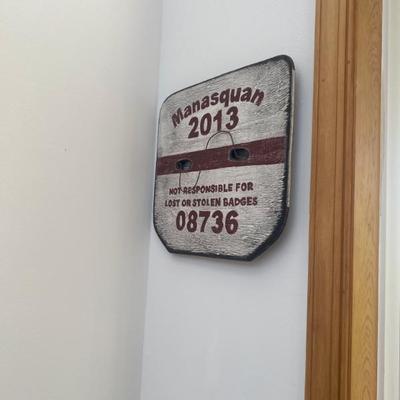 Manasquan
2013
NOT RESPONSIBLE FOR
LOST OR STOLEN BADGES
08736